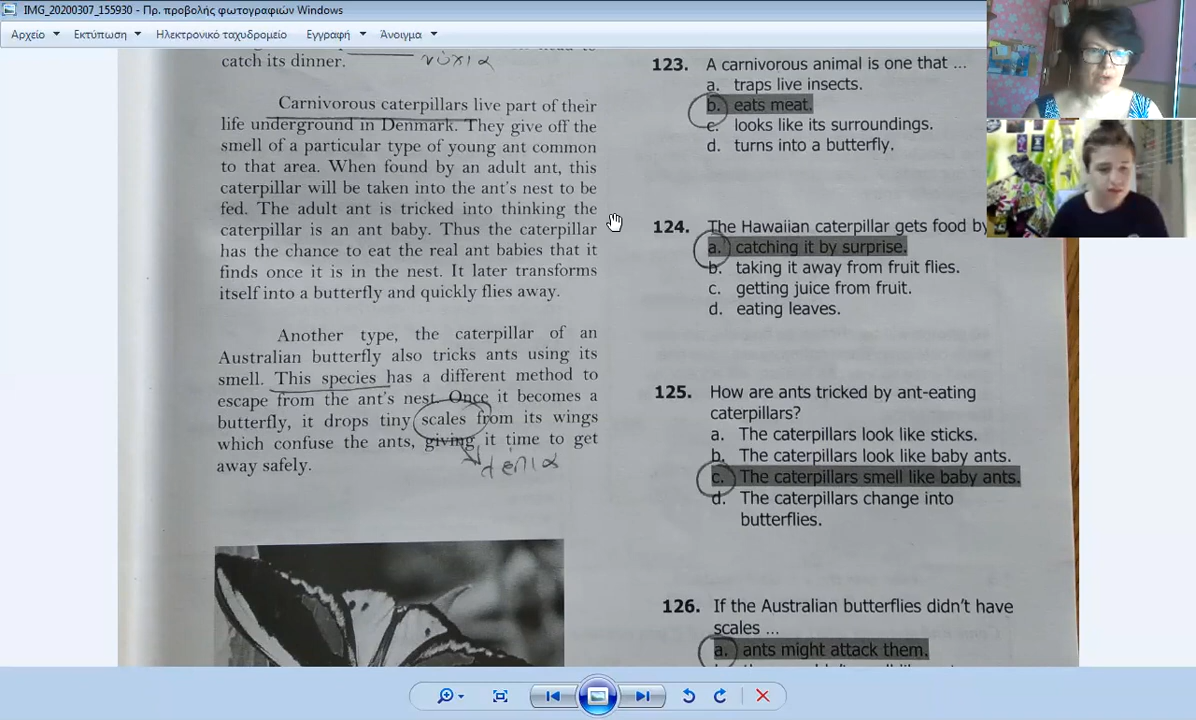 IMG_20200307_155930 - Πρ. προβολής φωτογραφιών Windows
Αρχείο Εκτύπωση Ηλεκτρονικό ταχυδρομείο Εγγραφή Άνοιγμα
catch its dinner.
νύχια
Carnivorous caterpillars live part of their
life underground in Denmark. They give off the
smell of a particular type of young ant common
to that area. When found by an adult ant, this
caterpillar will be taken into the ant's nest to be
fed. The adult ant is tricked into thinking the
caterpillar is an ant baby. Thus the caterpillar
has the chance to eat the real ant babies that it
finds once it is in the nest. It later transforms
itself into a butterfly and quickly flies away.
Another type, the caterpillar of an
Australian butterfly also tricks ants using its
smell. This species has a different method to
escape from the ant's nest. Once it becomes a
butterfly, it drops tiny scales from its wings
which confuse the ants, giving it time to get
away safely.
λέπια
123. A carnivorous animal is one that ...
a. traps live insects.
b. eats meat.
c. looks like its surroundings.
d. turns into a butterfly.
124. The Hawaiian caterpillar gets food by
a. catching it by surprise.
b. taking it away from fruit flies.
c. getting juice from fruit.
d. eating leaves.
125. How are ants tricked by ant-eating
caterpillars?
a. The caterpillars look like sticks.
b. The caterpillars look like baby ants.
c. The caterpillars smell like baby ants.
d. The caterpillars change into
butterflies.
126. If the Australian butterflies didn't have
scales ...
a. ants might attack them.